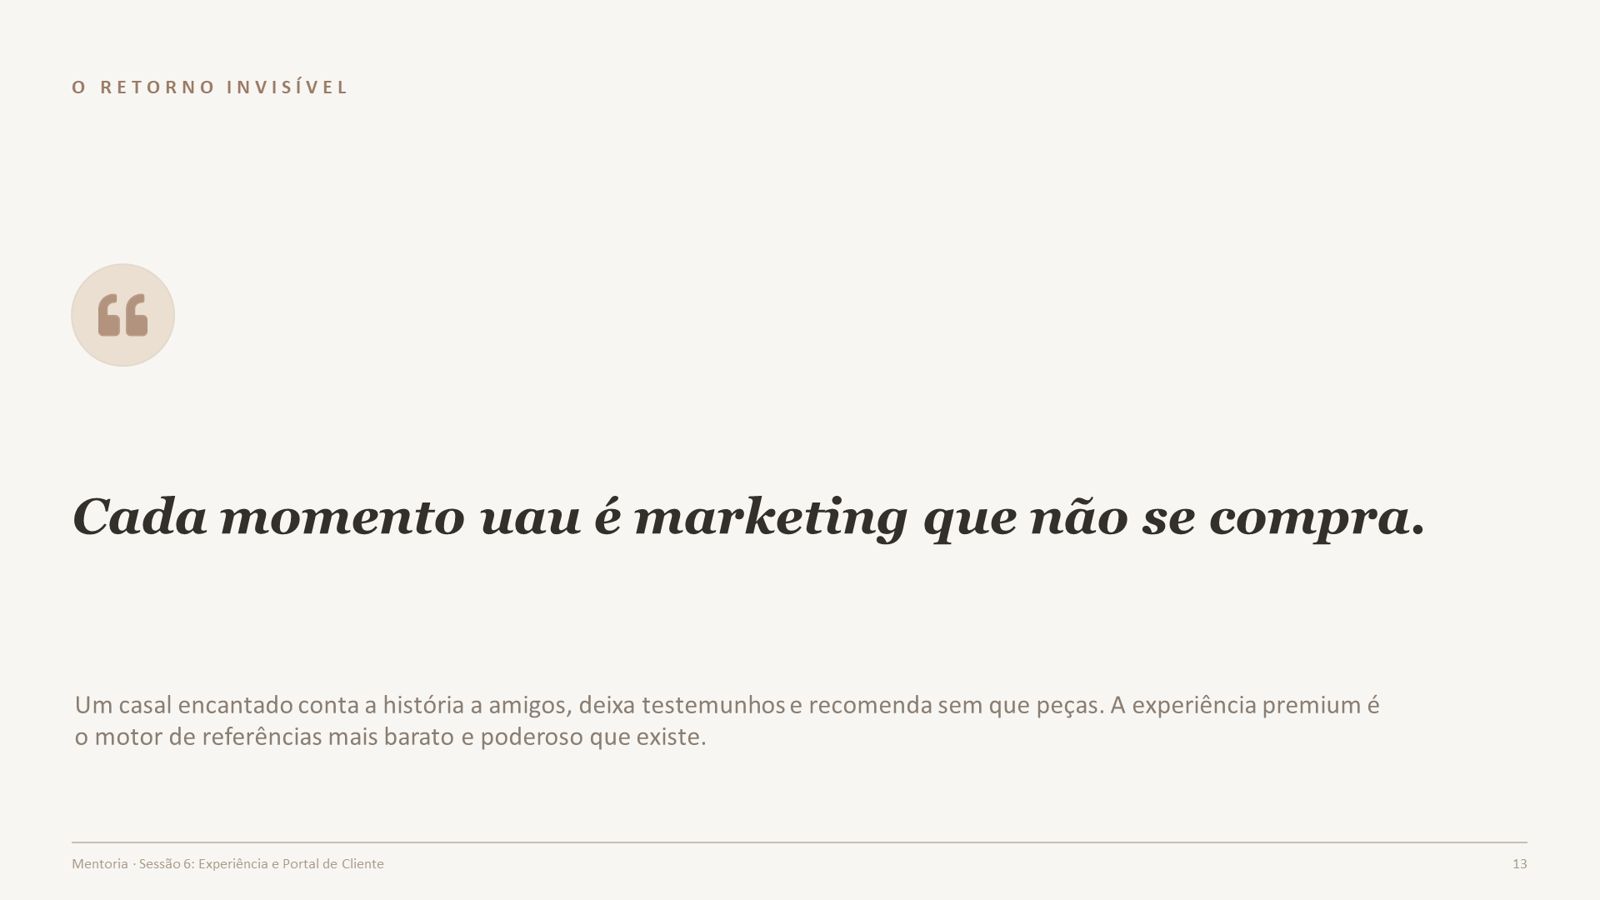 O RETORNO INVISÍVEL
Cada momento uau é marketing que não se compra.
Um casal encantado conta a história a amigos, deixa testemunhos e recomenda sem que peças. A experiência premium é
o motor de referências mais barato e poderoso que existe.
Mentoria · Sessão 6: Experiência e Portal de Cliente
13